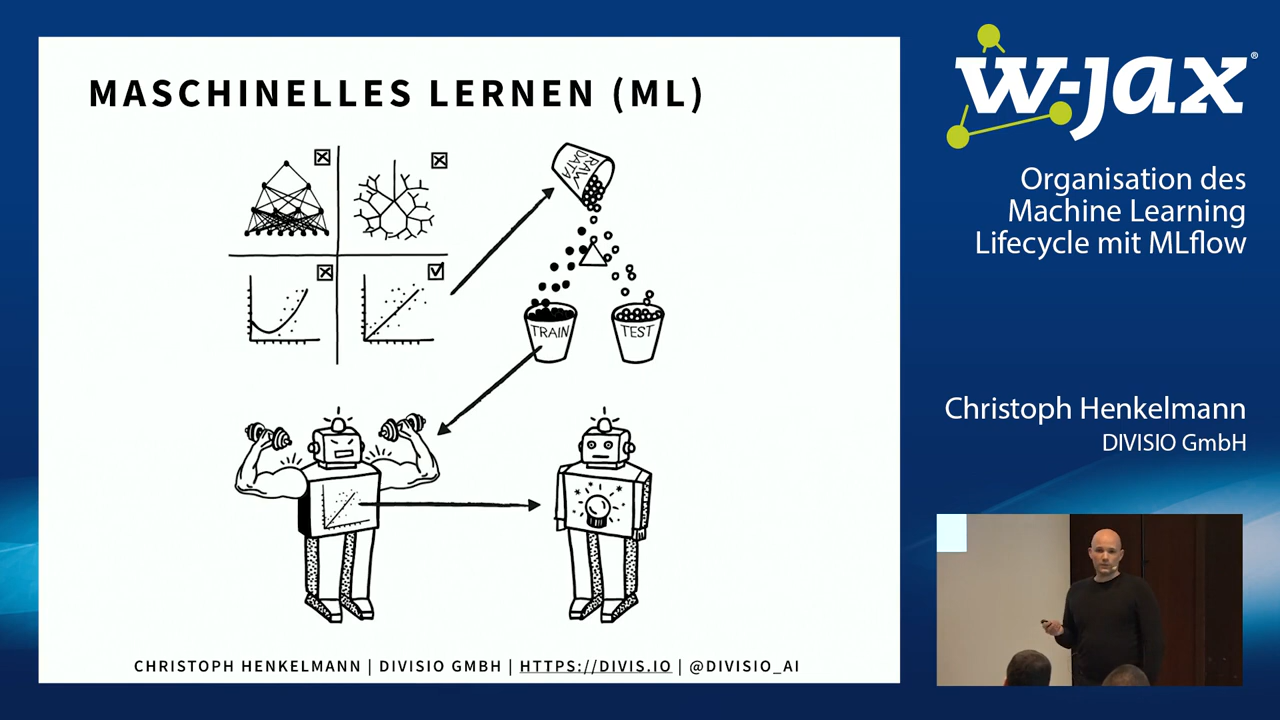 MASCHINELLES LERNEN (ML)
RAW
DATA
TRAIN
TEST
CHRISTOPH HENKELMANN | DIVISIO GMBH | HTTPS://DIVIS.IO | @DIVISIO_AI
w-jax®
Organisation des
Machine Learning
Lifecycle mit MLflow
Christoph Henkelmann
DIVISIO GmbH